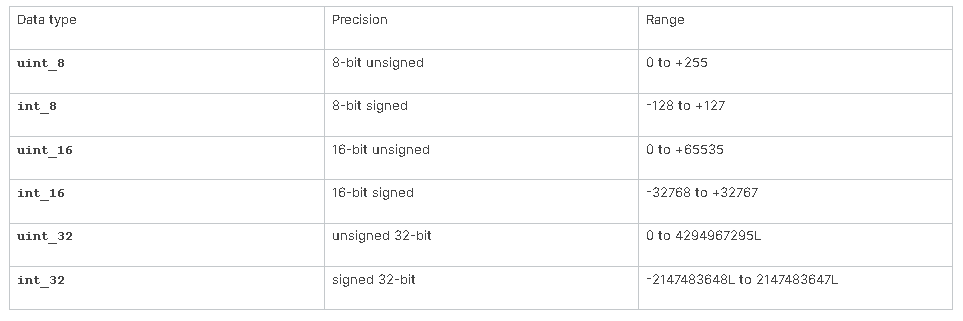 Data type Precision Range
uint_8 8-bit unsigned 0 to +255
int_8 8-bit signed -128 to +127
uint_16 16-bit unsigned 0 to +65535
int_16 16-bit signed -32768 to +32767
uint_32 unsigned 32-bit 0 to 4294967295L
int_32 signed 32-bit -2147483648L to 2147483647L